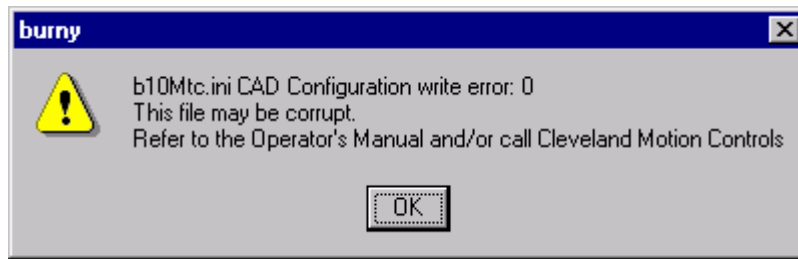 burny
b10Mtc.ini CAD Configuration write error: 0
This file may be corrupt.
Refer to the Operator's Manual and/or call Cleveland Motion Controls
OK